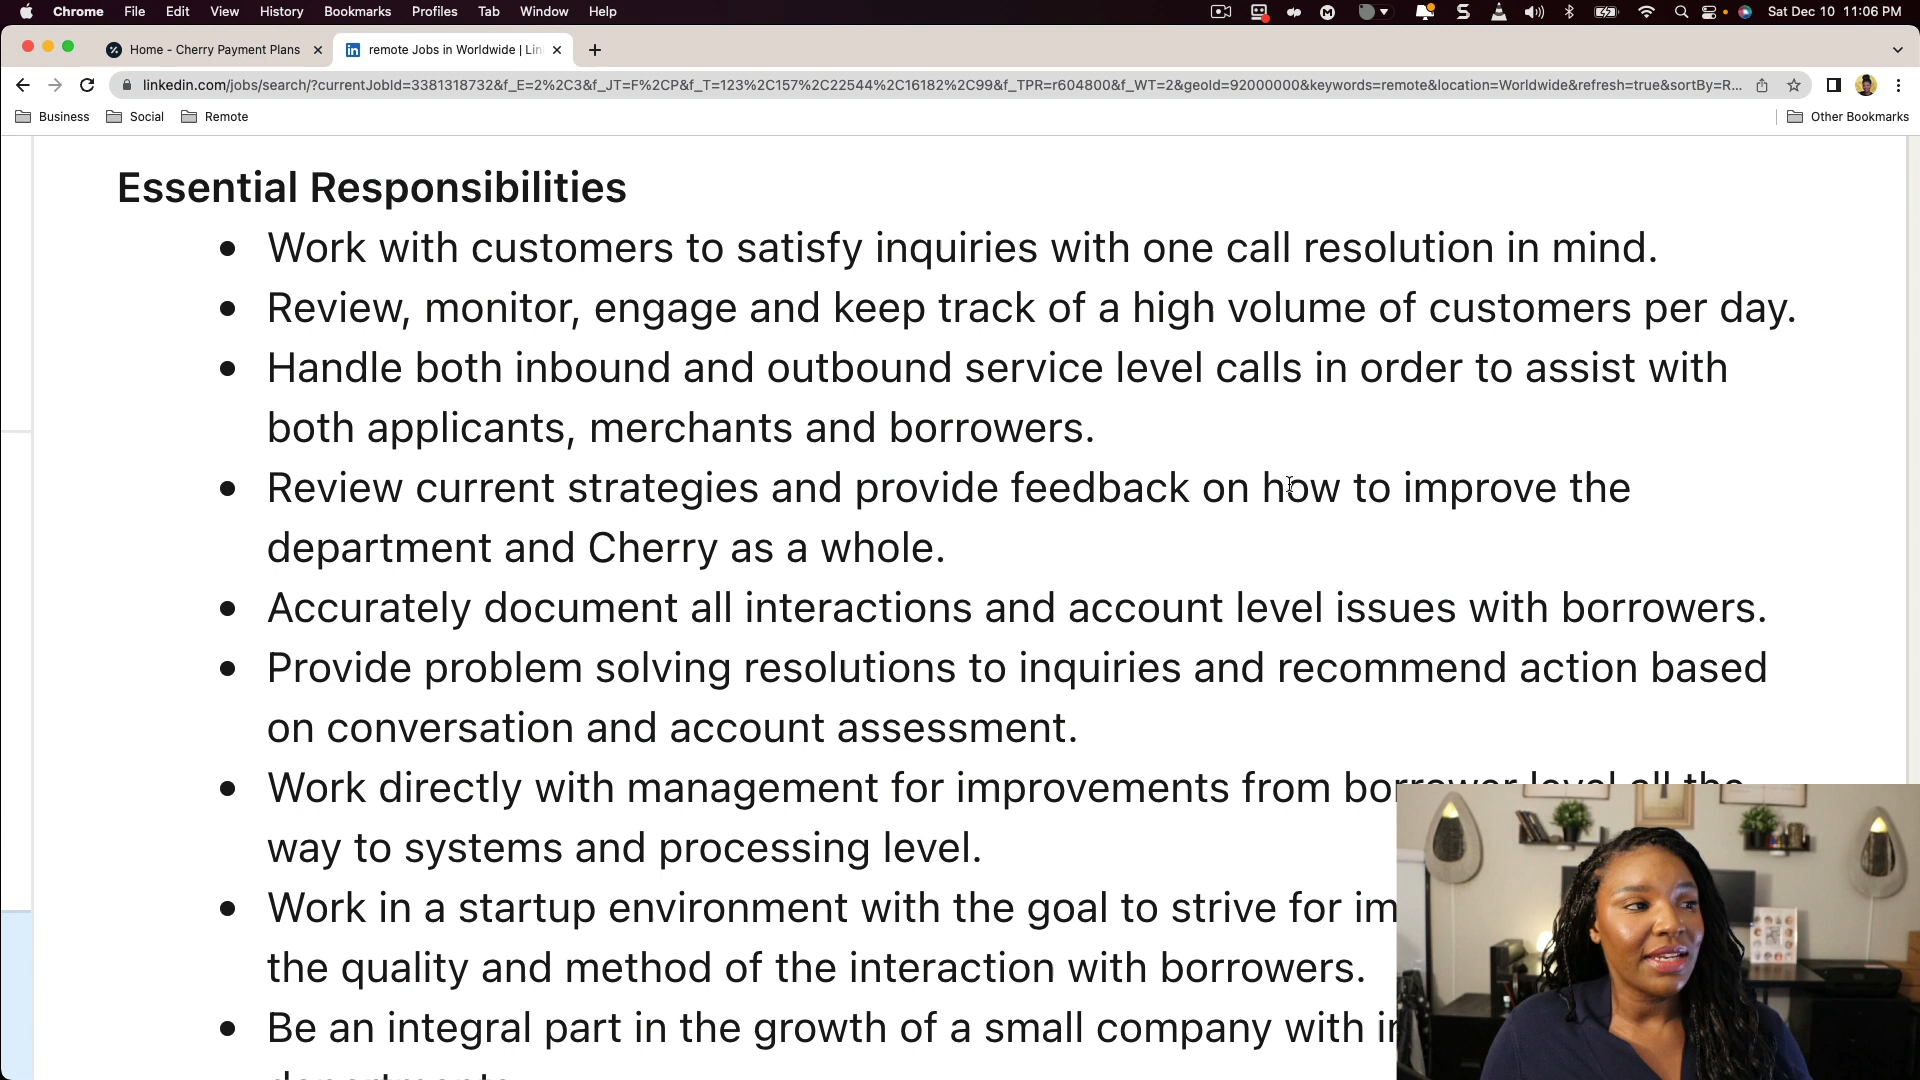 Chrome File Edit View History Bookmarks Profiles Tab Window Help Sat Dec 10 11:06 PM
Home - Cherry Payment Plans remote Jobs in Worldwide | Lin
linkedin.com/jobs/search/?currentJobId=3381318732&f_E=2%2C3&f_JT=F%2CP&f_T=123%2C157%2C22544%2C16182%2C99&f_TPR=r604800&f_WT=2&geoId=92000000&keywords=remote&location=Worldwide&refresh=true&sortBy=R...
Business Social Remote Other Bookmarks
Essential Responsibilities
• Work with customers to satisfy inquiries with one call resolution in mind.
• Review, monitor, engage and keep track of a high volume of customers per day.
• Handle both inbound and outbound service level calls in order to assist with
both applicants, merchants and borrowers.
• Review current strategies and provide feedback on how to improve the
department and Cherry as a whole.
• Accurately document all interactions and account level issues with borrowers.
• Provide problem solving resolutions to inquiries and recommend action based
on conversation and account assessment.
• Work directly with management for improvements from borrower level all the
way to systems and processing level.
• Work in a startup environment with the goal to strive for im
the quality and method of the interaction with borrowers.
• Be an integral part in the growth of a small company with